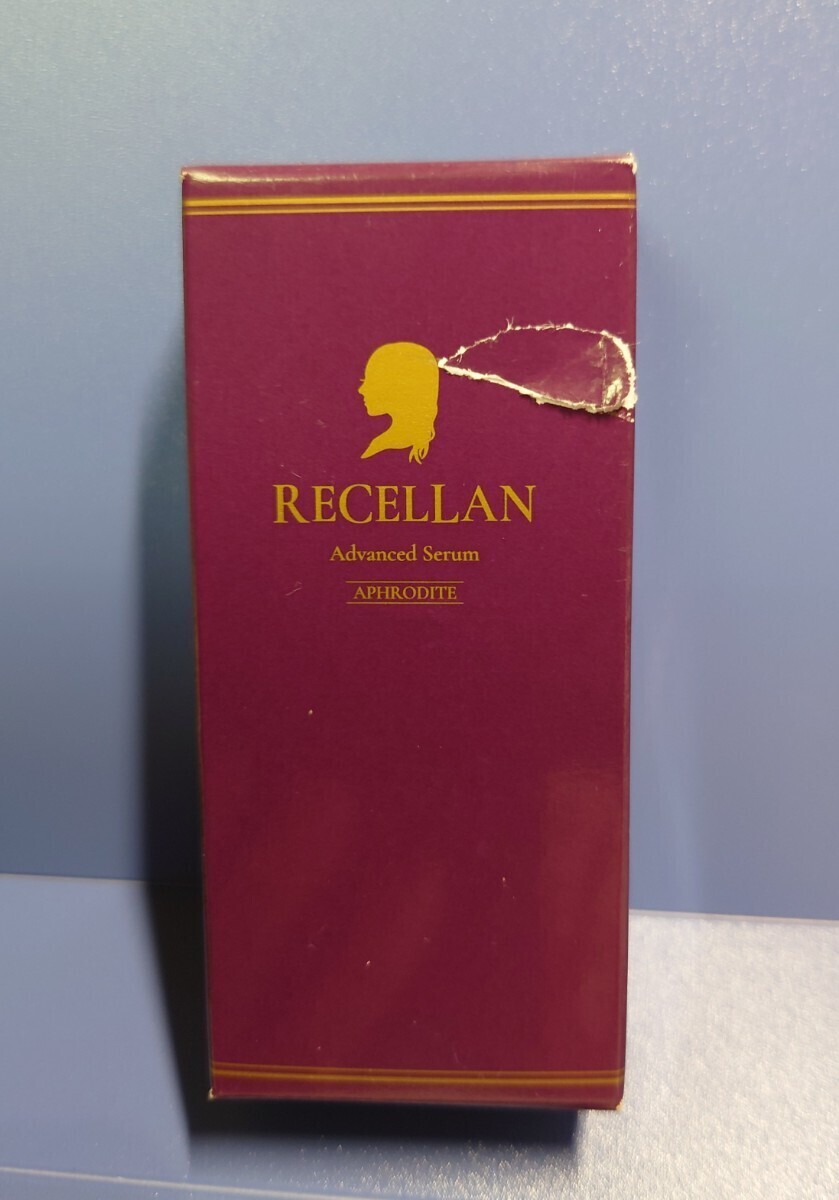 RECELLAN
Advanced Serum
APHRODITE